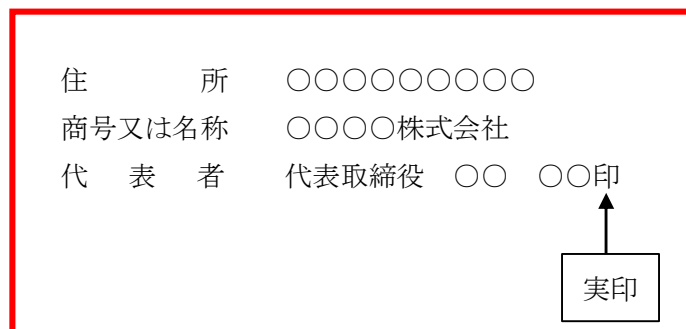 住　　　所　○○○○○○○○○
商号又は名称　○○○○株式会社
代　表　者　代表取締役　○○　○○印
実印